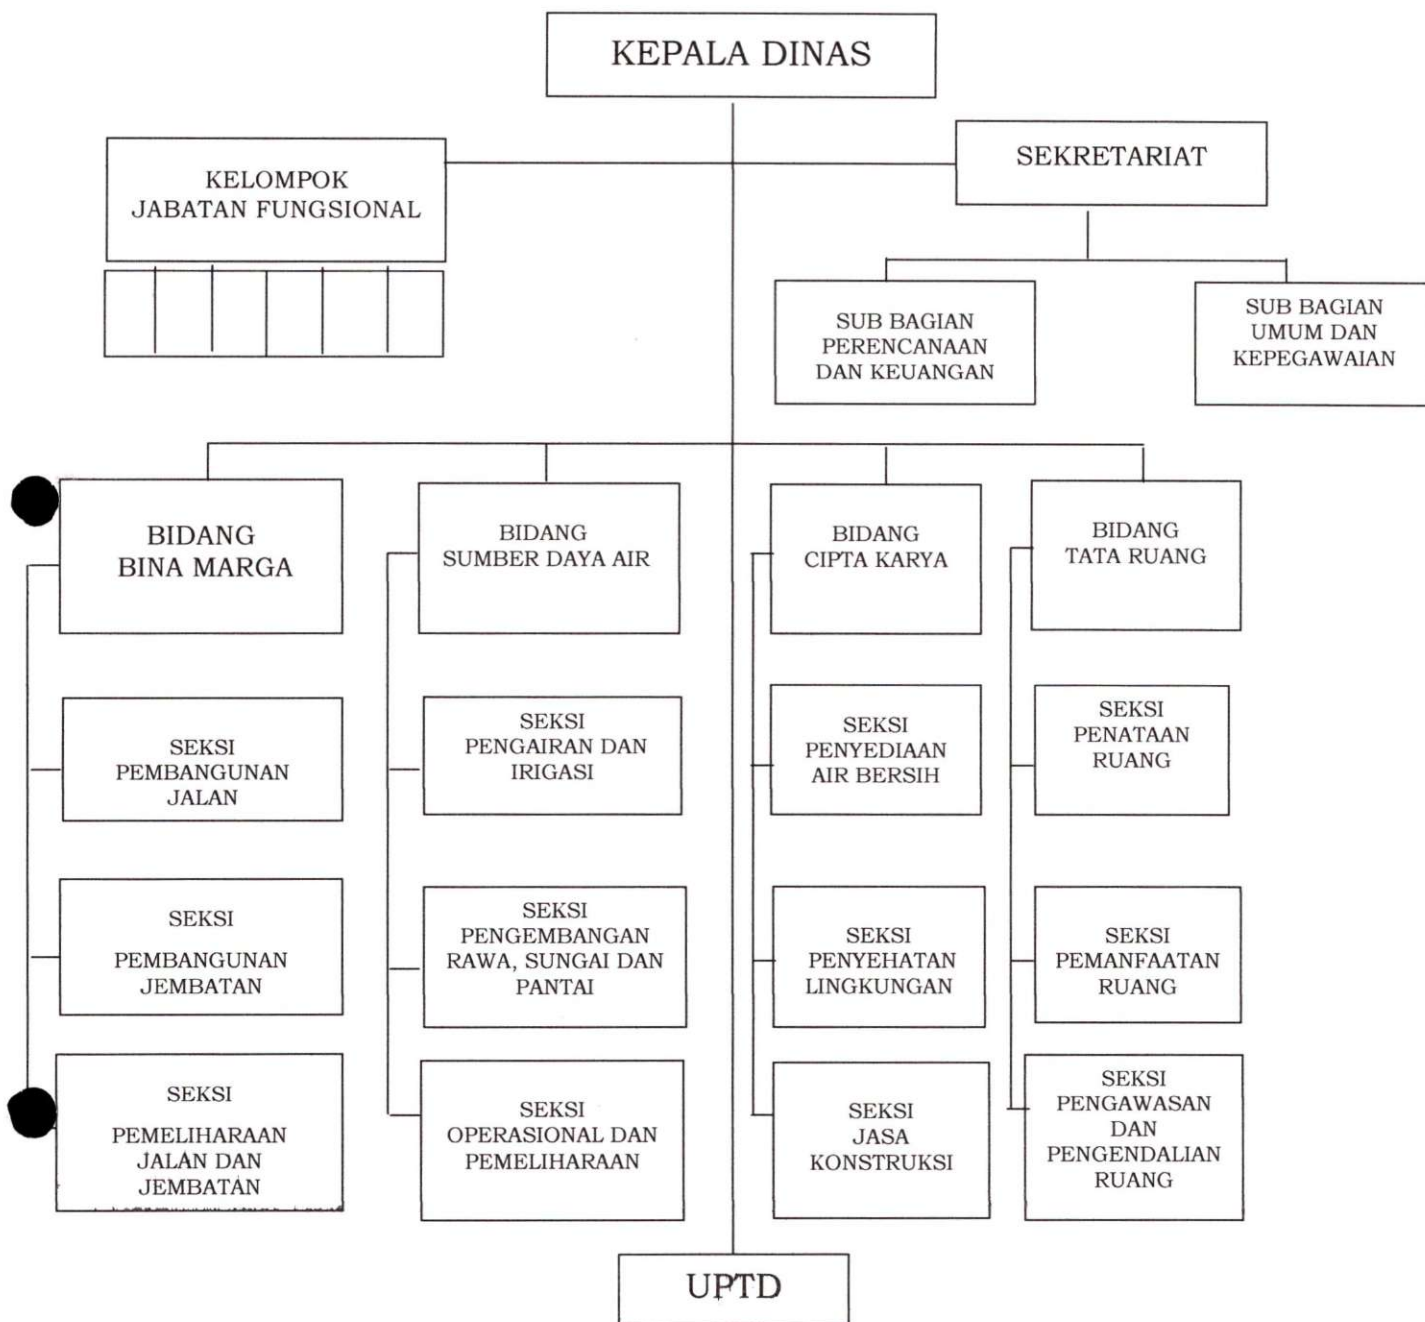 KEPALA DINAS
KELOMPOK
JABATAN FUNGSIONAL
SEKRETARIAT
SUB BAGIAN
PERENCANAAN
DAN KEUANGAN
SUB BAGIAN
UMUM DAN
KEPEGAWAIAN
BIDANG
BINA MARGA
BIDANG
SUMBER DAYA AIR
BIDANG
CIPTA KARYA
BIDANG
TATA RUANG
SEKSI
PEMBANGUNAN
JALAN
SEKSI
PENGAIRAN DAN
IRIGASI
SEKSI
PENYEDIAAN
AIR BERSIH
SEKSI
PENATAAN
RUANG
SEKSI
PEMBANGUNAN
JEMBATAN
SEKSI
PENGEMBANGAN
RAWA, SUNGAI DAN
PANTAI
SEKSI
PENYEHATAN
LINGKUNGAN
SEKSI
PEMANFAATAN
RUANG
SEKSI
PEMELIHARAAN
JALAN DAN
JEMBATAN
SEKSI
OPERASIONAL DAN
PEMELIHARAAN
SEKSI
JASA
KONSTRUKSI
SEKSI
PENGAWASAN
DAN
PENGENDALIAN
RUANG
UPTD